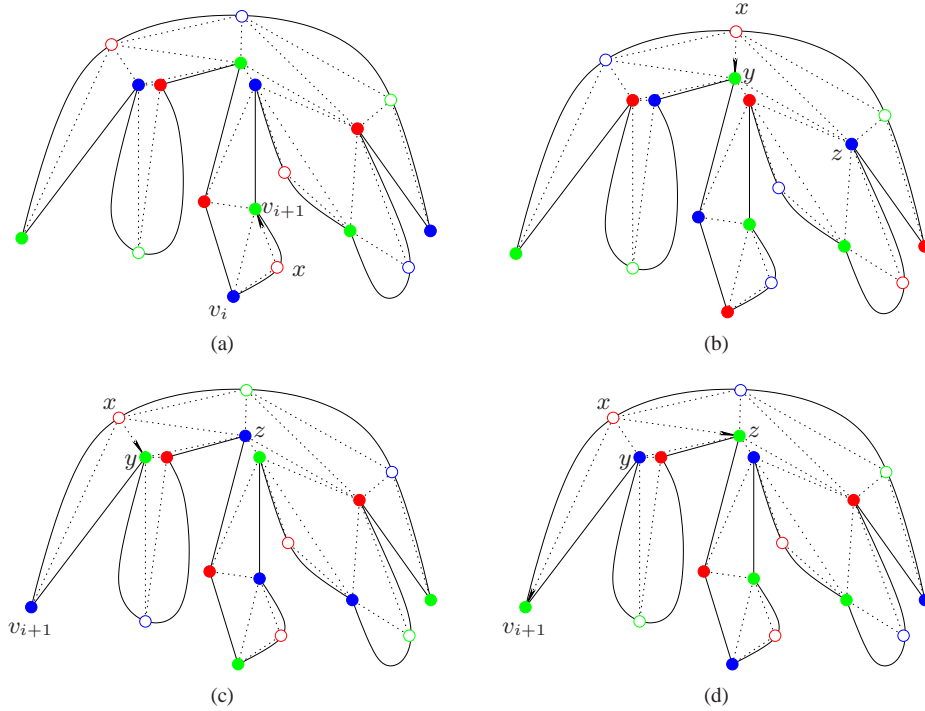 x
y
z
v_{i+1}
x
v_i
(a)
(b)
x
z
y
v_{i+1}
(c)
x
z
y
v_{i+1}
(d)